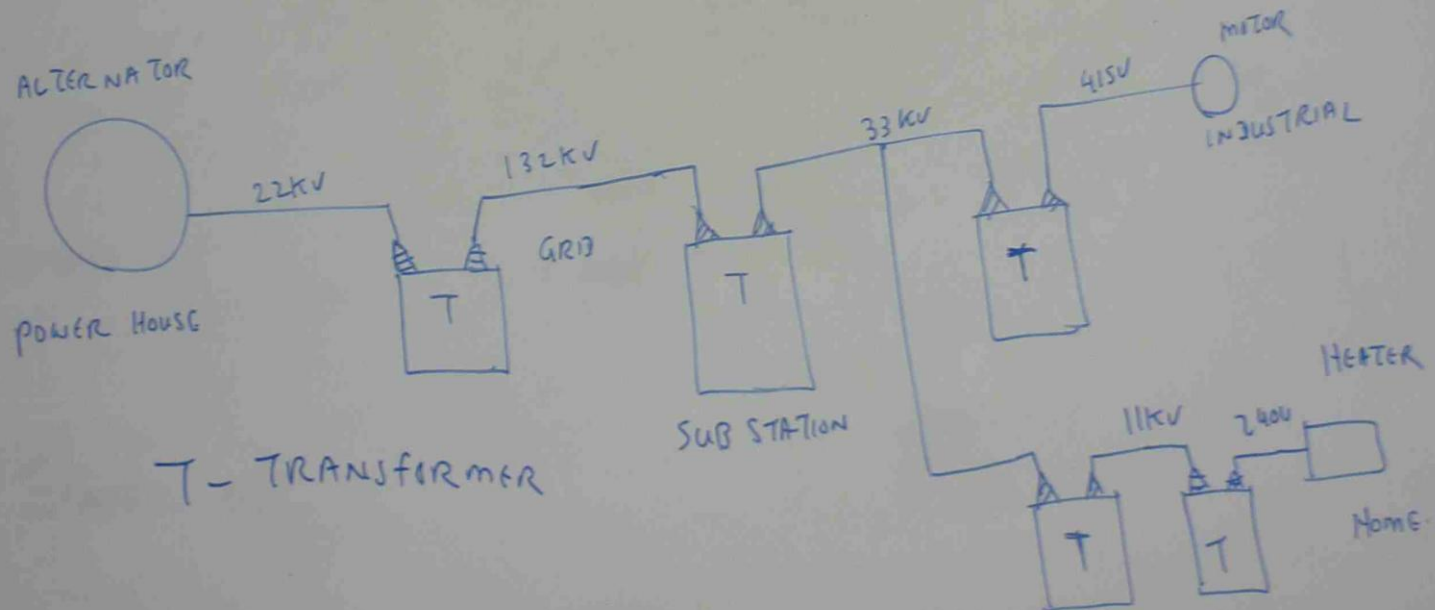 ALTERNATOR
22KV
POWER HOUSE
132KV
GRID
T
T
SUB STATION
33KV
415V
MOTOR
INDUSTRIAL
T
T - TRANSFORMER
11KV
240V
HEATER
HOME
T
T